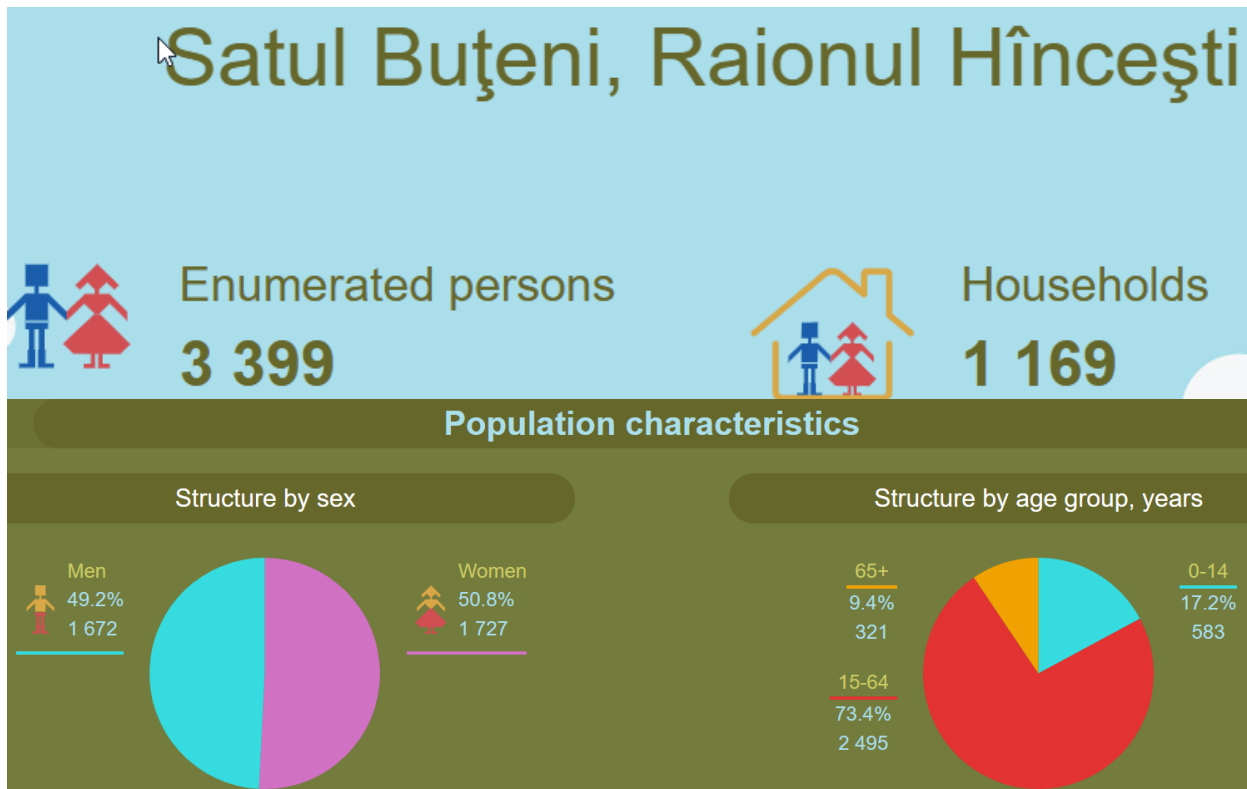 Satul Buţeni, Raionul Hînceşti
Enumerated persons
3 399
Households
1 169
Population characteristics
Structure by sex
Men
49.2%
1 672
Women
50.8%
1 727
Structure by age group, years
65+
9.4%
321
15-64
73.4%
2 495
0-14
17.2%
583